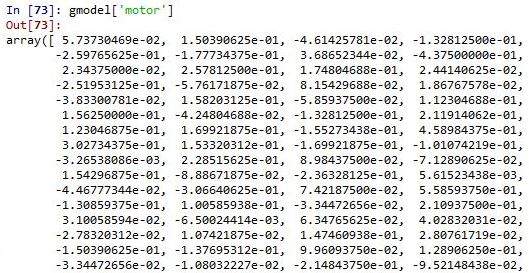 In [73]: gmodel['motor']
Out[73]:
array([ 5.73730469e-02, 1.50390625e-01, -4.61425781e-02, -1.32812500e-01,
-2.59765625e-01, -1.77734375e-01, 3.68652344e-02, -4.37500000e-01,
2.34375000e-02, 2.57812500e-01, 1.74804688e-01, 2.44140625e-02,
-2.51953125e-01, -5.76171875e-02, 8.15429688e-02, 1.86767578e-02,
-3.83300781e-02, 1.58203125e-01, -5.85937500e-02, 1.12304688e-01,
1.56250000e-01, -4.24804688e-02, -1.32812500e-01, 2.11914062e-01,
1.23046875e-01, 1.69921875e-01, -1.55273438e-01, 4.58984375e-01,
3.02734375e-01, 1.53320312e-01, -1.69921875e-01, -1.01074219e-01,
-3.26538086e-03, 2.28515625e-01, 8.98437500e-02, -7.12890625e-02,
1.54296875e-01, -8.88671875e-02, -2.36328125e-01, 5.61523438e-03,
-4.46777344e-02, -3.06640625e-01, 7.42187500e-02, 5.58593750e-01,
-1.30859375e-01, 1.00585938e-01, -3.34472656e-02, 2.10937500e-01,
3.10058594e-02, -6.50024414e-03, 6.34765625e-02, 4.02832031e-02,
-2.78320312e-02, 1.07421875e-02, 1.47460938e-01, 2.80761719e-02,
-1.50390625e-01, -1.37695312e-01, 9.96093750e-02, 1.28906250e-01,
-3.34472656e-02, -1.08032227e-02, -2.14843750e-01, -9.52148438e-02,